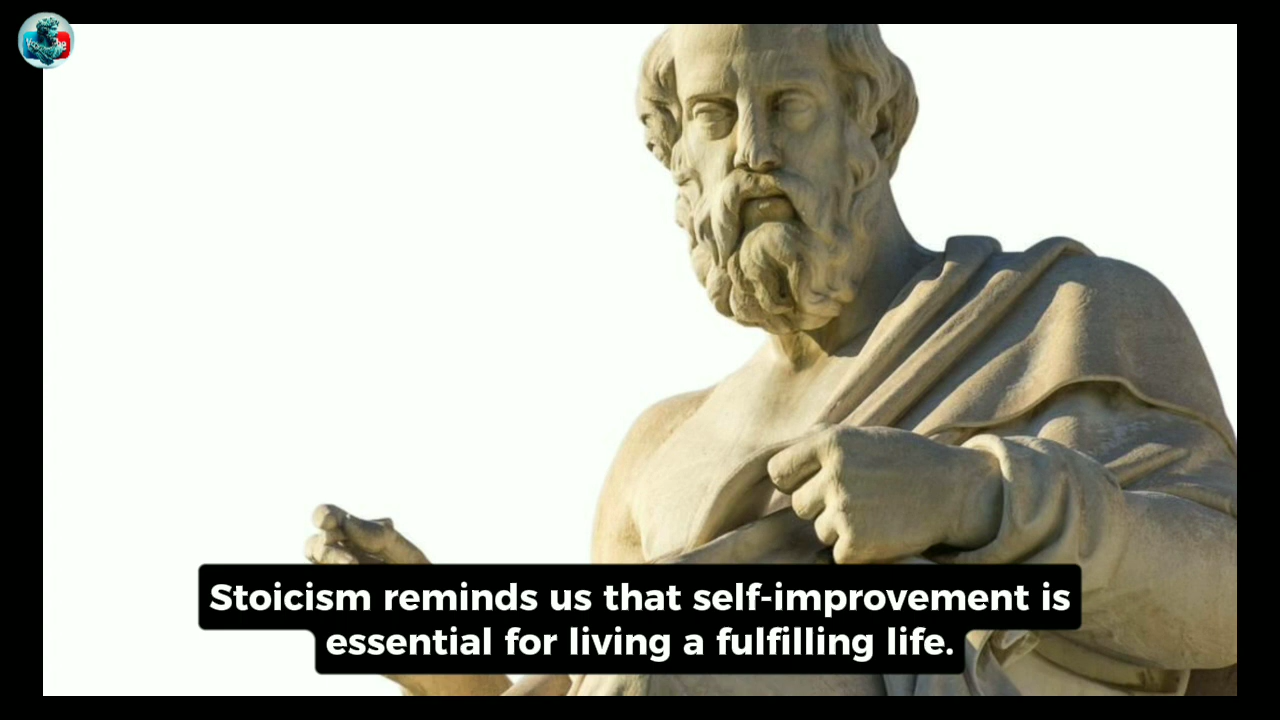 Stoicism reminds us that self-improvement is
essential for living a fulfilling life.